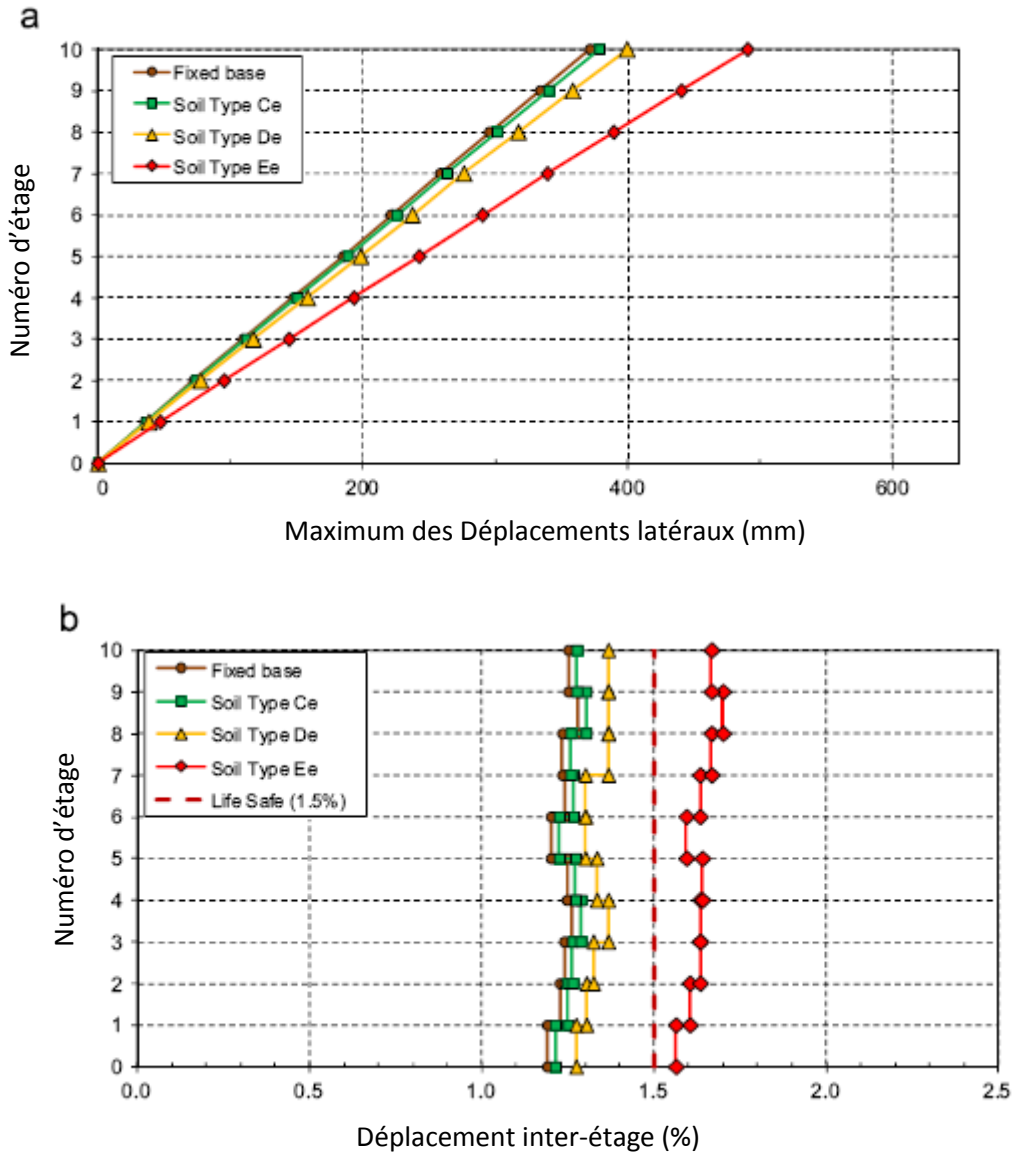 a
10
9
8
7
6
5
4
3
2
1
0
Numéro d'étage
Fixed base
Soil Type Ce
Soil Type De
Soil Type Ee
0
200
400
600
Maximum des Déplacements latéraux (mm)
b
10
9
8
7
6
5
4
3
2
1
0
Numéro d'étage
Fixed base
Soil Type Ce
Soil Type De
Soil Type Ee
Life Safe (1.5%)
0.0
0.5
1.0
1.5
2.0
2.5
Déplacement inter-étage (%)